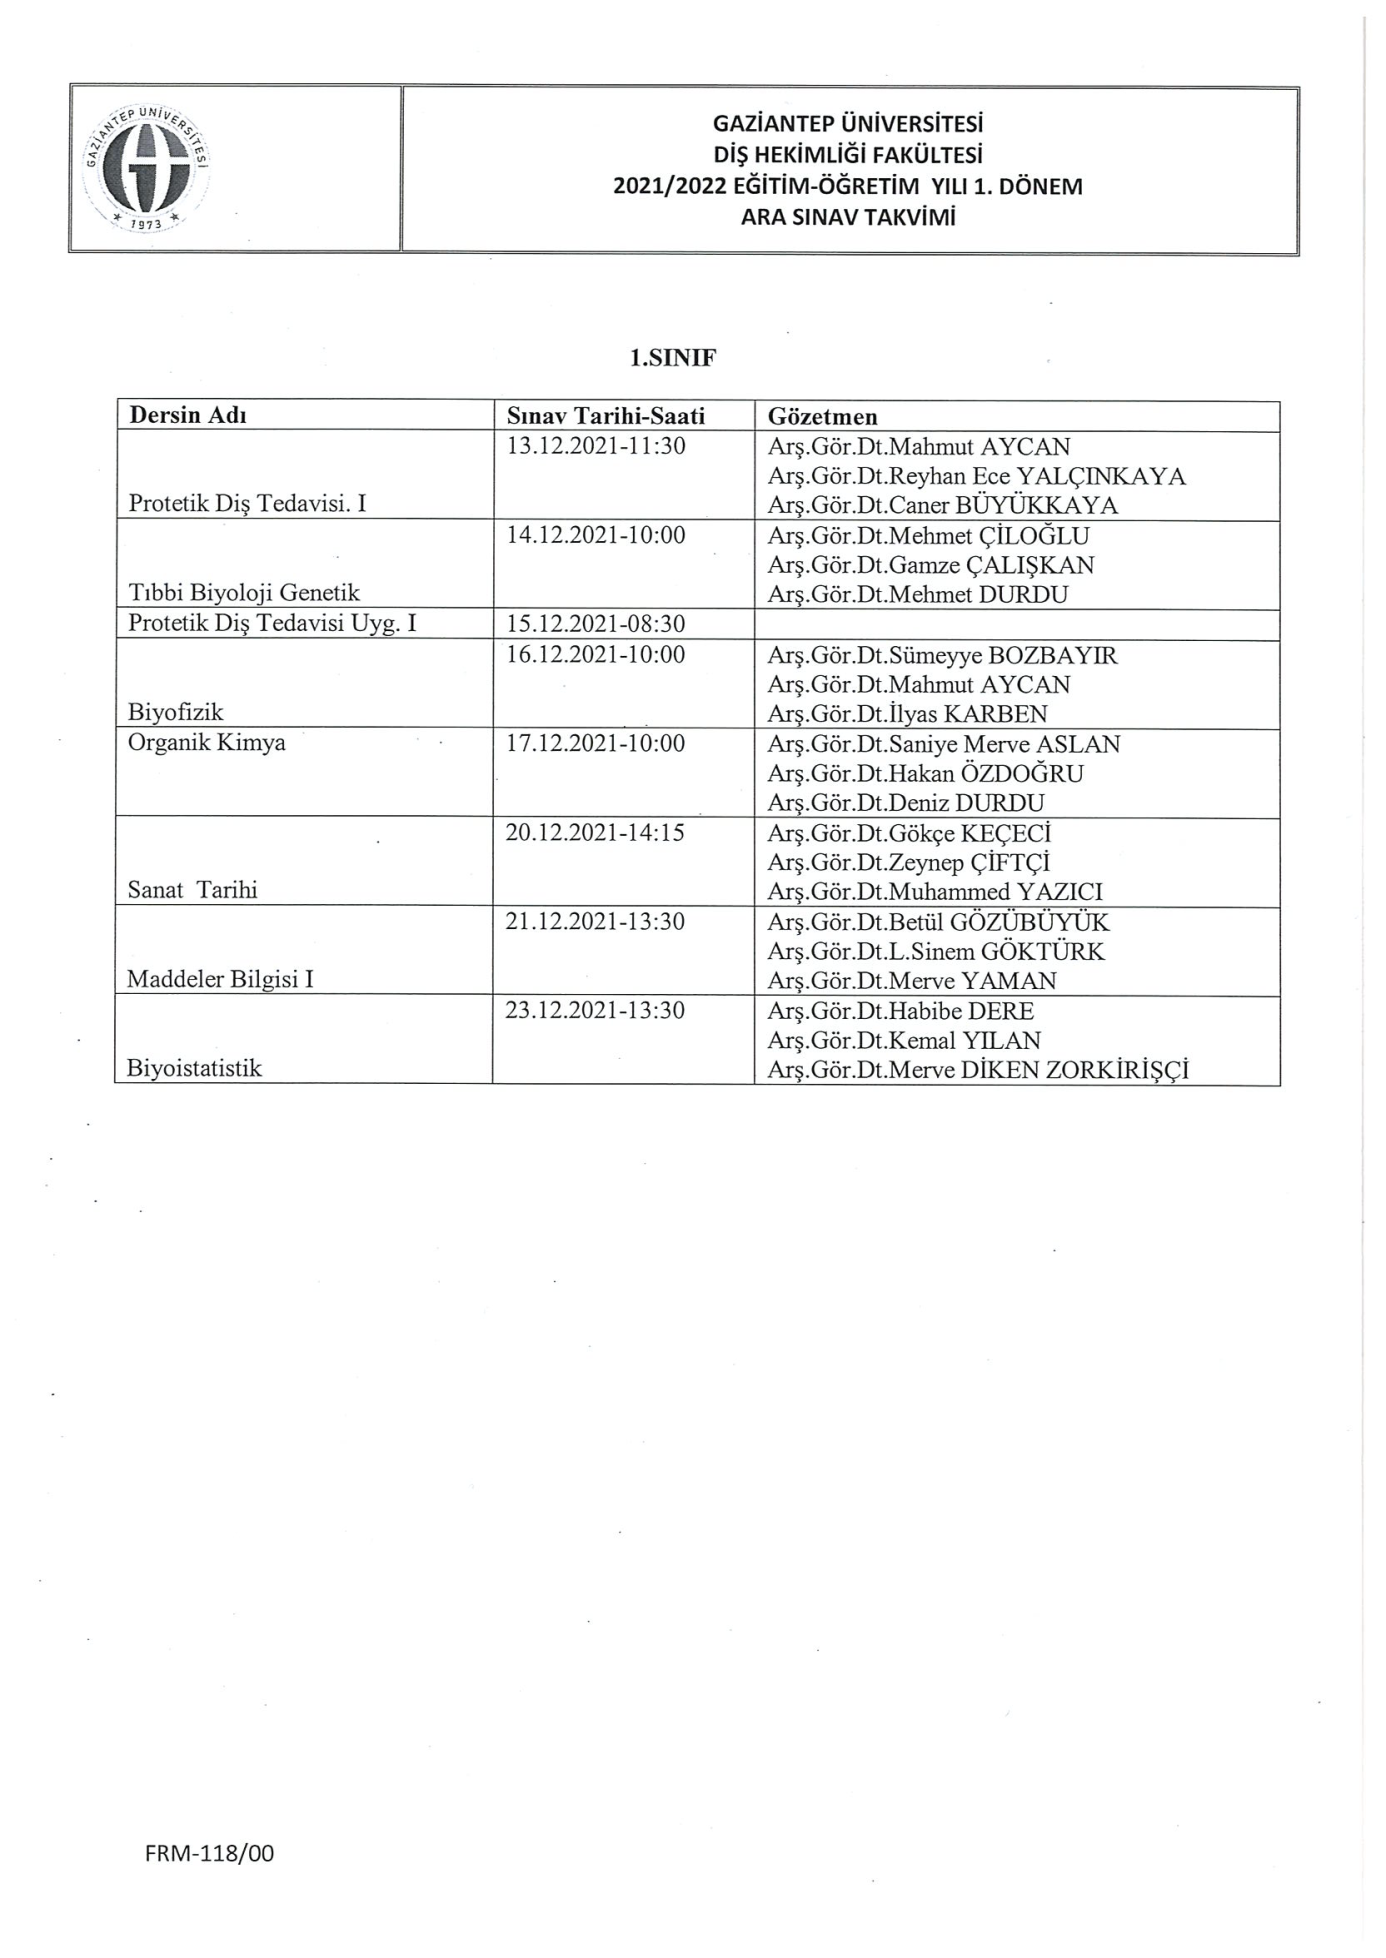 GAZİANTEP ÜNİVERSİTESİ
1973
GAZİANTEP ÜNİVERSİTESİ
DİŞ HEKİMLİĞİ FAKÜLTESİ
2021/2022 EĞİTİM-ÖĞRETİM YILI 1. DÖNEM
ARA SINAV TAKVİMİ
1.SINIF
Dersin Adı Sınav Tarihi-Saati Gözetmen
13.12.2021-11:30 Arş.Gör.Dt.Mahmut AYCAN
Arş.Gör.Dt.Reyhan Ece YALÇINKAYA
Protetik Diş Tedavisi. I Arş.Gör.Dt.Caner BÜYÜKKAYA
14.12.2021-10:00 Arş.Gör.Dt.Mehmet ÇİLOĞLU
Arş.Gör.Dt.Gamze ÇALIŞKAN
Tıbbi Biyoloji Genetik Arş.Gör.Dt.Mehmet DURDU
Protetik Diş Tedavisi Uyg. I 15.12.2021-08:30
16.12.2021-10:00 Arş.Gör.Dt.Sümeyye BOZBAYIR
Arş.Gör.Dt.Mahmut AYCAN
Biyofizik Arş.Gör.Dt.İlyas KARBEN
Organik Kimya 17.12.2021-10:00 Arş.Gör.Dt.Saniye Merve ASLAN
Arş.Gör.Dt.Hakan ÖZDOĞRU
Arş.Gör.Dt.Deniz DURDU
20.12.2021-14:15 Arş.Gör.Dt.Gökçe KEÇECİ
Arş.Gör.Dt.Zeynep ÇİFTÇİ
Sanat Tarihi Arş.Gör.Dt.Muhammed YAZICI
21.12.2021-13:30 Arş.Gör.Dt.Betül GÖZÜBÜYÜK
Arş.Gör.Dt.L.Sinem GÖKTÜRK
Maddeler Bilgisi I Arş.Gör.Dt.Merve YAMAN
23.12.2021-13:30 Arş.Gör.Dt.Habibe DERE
Arş.Gör.Dt.Kemal YILAN
Biyoistatistik Arş.Gör.Dt.Merve DİKEN ZORKİRİŞÇİ
FRM-118/00